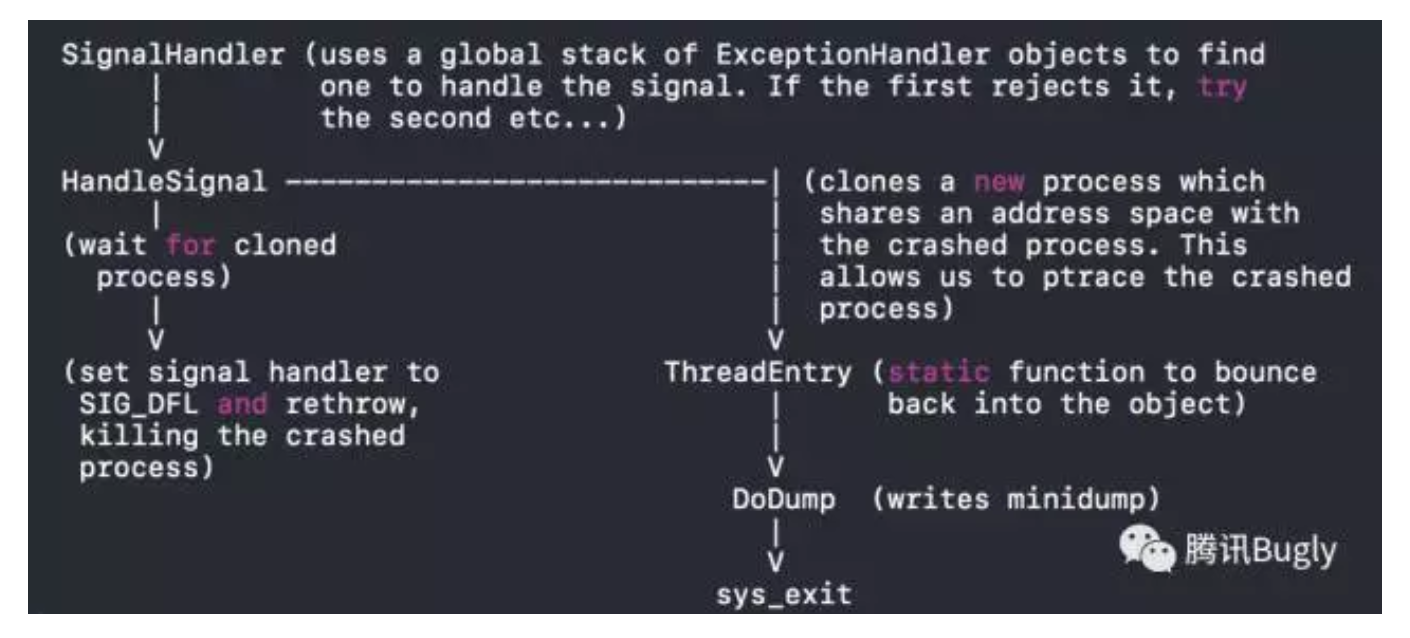 SignalHandler (uses a global stack of ExceptionHandler objects to find
one to handle the signal. If the first rejects it, try
the second etc...)
|
|
V
HandleSignal ----------------------------| (clones a new process which
| shares an address space with
(wait for cloned | the crashed process. This
process) | allows us to ptrace the crashed
| | process)
V V
(set signal handler to ThreadEntry (static function to bounce
SIG_DFL and rethrow, | back into the object)
killing the crashed |
process) V
DoDump (writes minidump)
|
V
sys_exit
腾讯Bugly